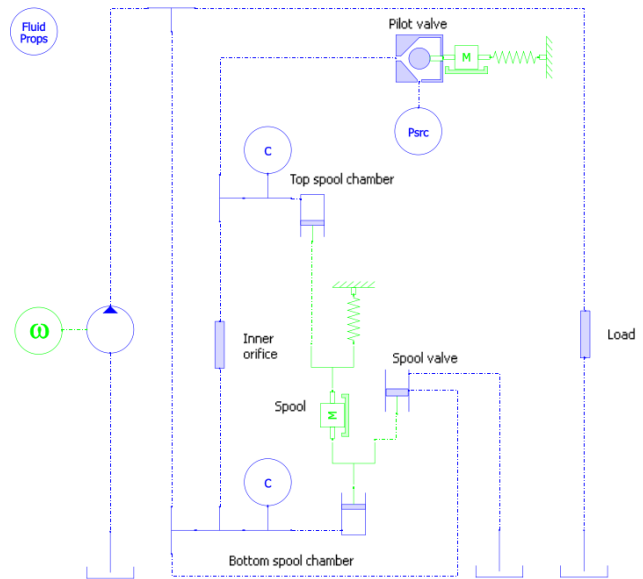 Fluid
Props
Pilot valve
M
Psrc
C
Top spool chamber
ω
Inner
orifice
Load
Spool valve
Spool
M
C
Bottom spool chamber